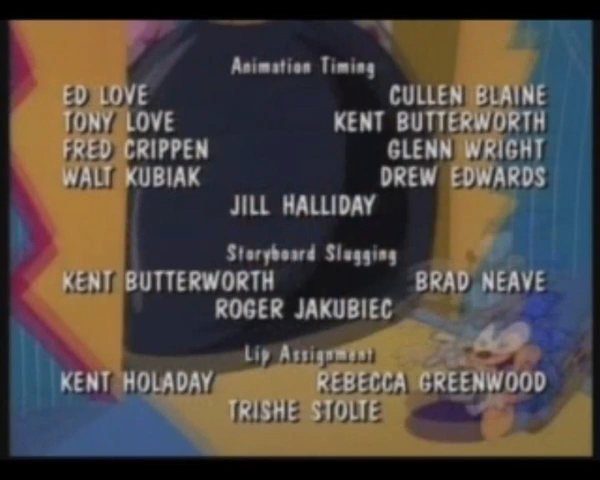 Animation Timing
ED LOVE CULLEN BLAINE
TONY LOVE KENT BUTTERWORTH
FRED CRIPPEN GLENN WRIGHT
WALT KUBIAK DREW EDWARDS
JILL HALLIDAY
Storyboard Slugging
KENT BUTTERWORTH BRAD NEAVE
ROGER JAKUBIEC
Lip Assignment
KENT HOLADAY REBECCA GREENWOOD
TRISHE STOLTE